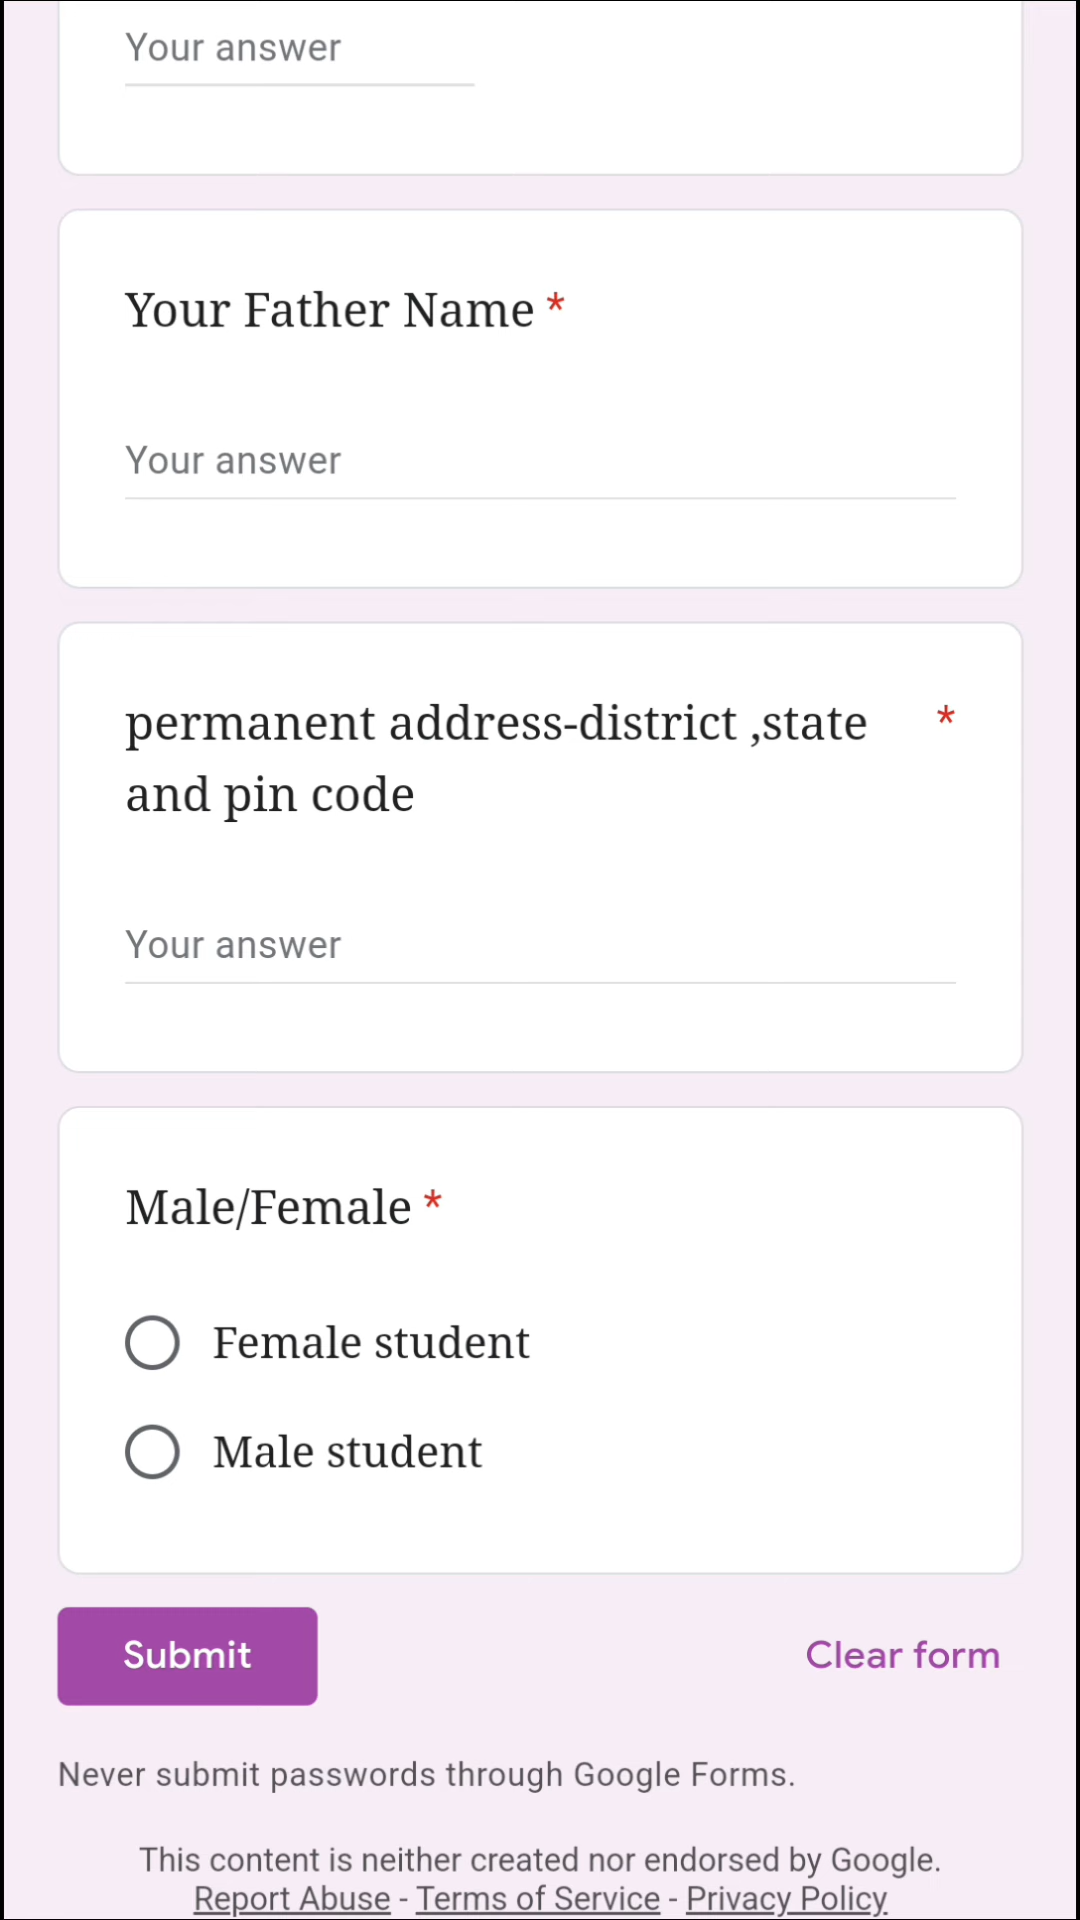 Your answer
Your Father Name *
Your answer
permanent address-district ,state *
and pin code
Your answer
Male/Female *
Female student
Male student
Submit
Clear form
Never submit passwords through Google Forms.
This content is neither created nor endorsed by Google.
Report Abuse - Terms of Service - Privacy Policy